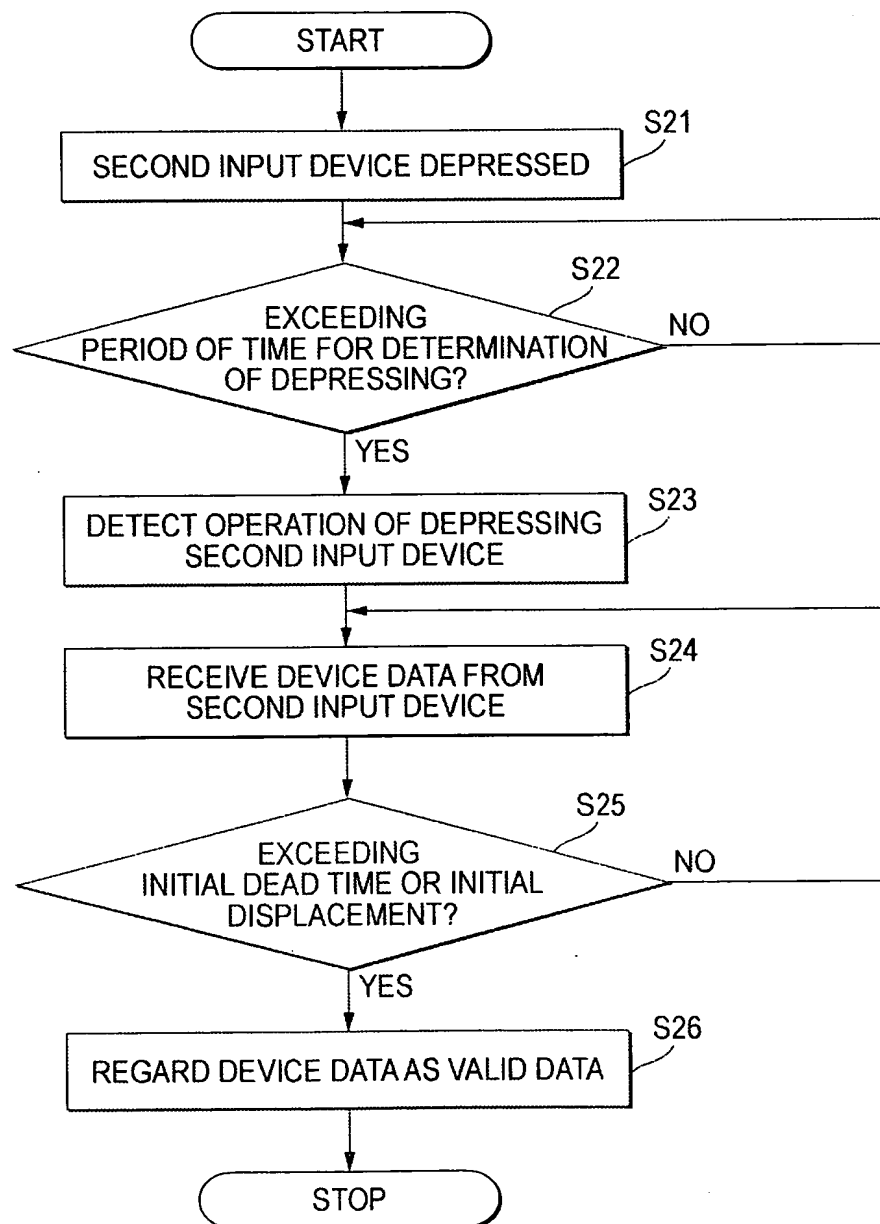 START
S21
SECOND INPUT DEVICE DEPRESSED
S22
EXCEEDING
PERIOD OF TIME FOR DETERMINATION
OF DEPRESSING?
NO
YES
S23
DETECT OPERATION OF DEPRESSING
SECOND INPUT DEVICE
S24
RECEIVE DEVICE DATA FROM
SECOND INPUT DEVICE
S25
EXCEEDING
INITIAL DEAD TIME OR INITIAL
DISPLACEMENT?
NO
YES
S26
REGARD DEVICE DATA AS VALID DATA
STOP